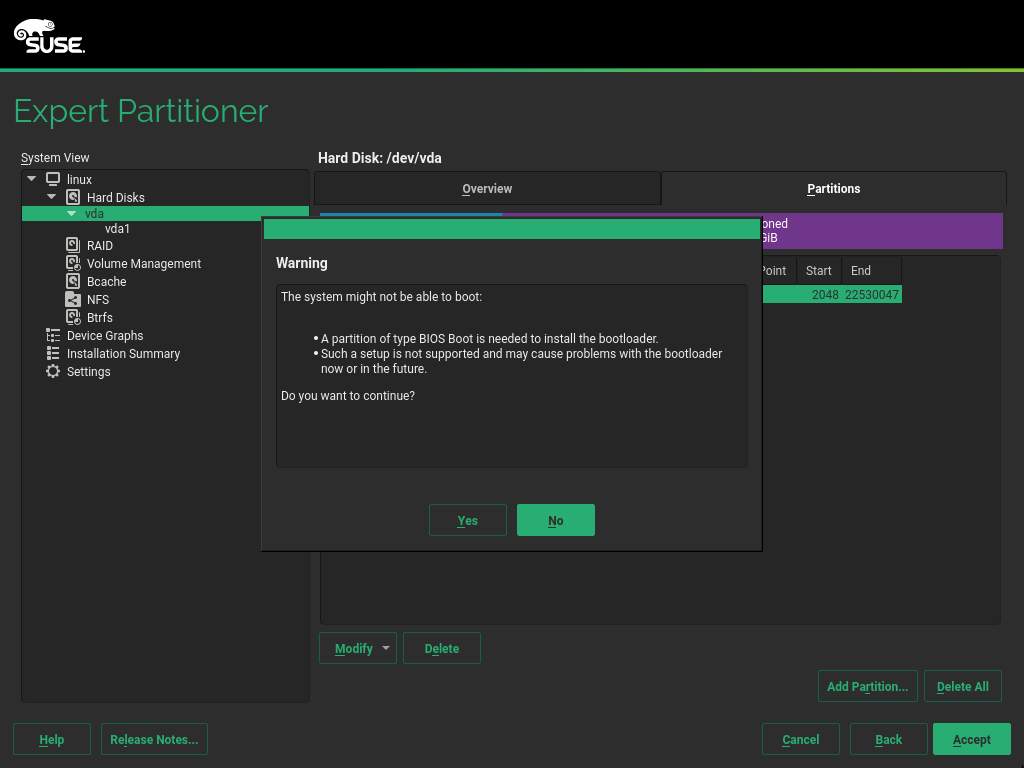 SUSE.
Expert Partitioner
System View
linux
Hard Disks
vda
vda1
RAID
Volume Management
Bcache
NFS
Btrfs
Device Graphs
Installation Summary
Settings
Hard Disk: /dev/vda
Overview
Partitions
Point Start End
2048 22530047
Warning
The system might not be able to boot:
• A partition of type BIOS Boot is needed to install the bootloader.
• Such a setup is not supported and may cause problems with the bootloader
now or in the future.
Do you want to continue?
Yes
No
Modify
Delete
Add Partition...
Delete All
Help
Release Notes...
Cancel
Back
Accept